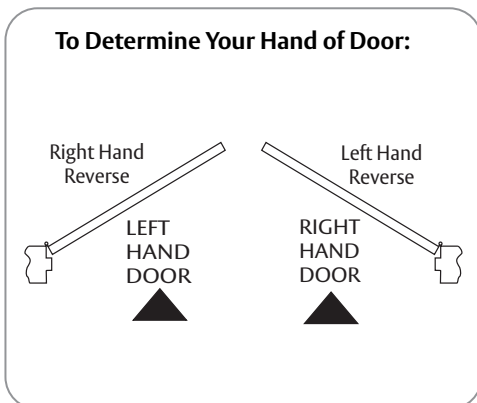 To Determine Your Hand of Door:
Right Hand
Reverse
Left Hand
Reverse
LEFT
HAND
DOOR
RIGHT
HAND
DOOR